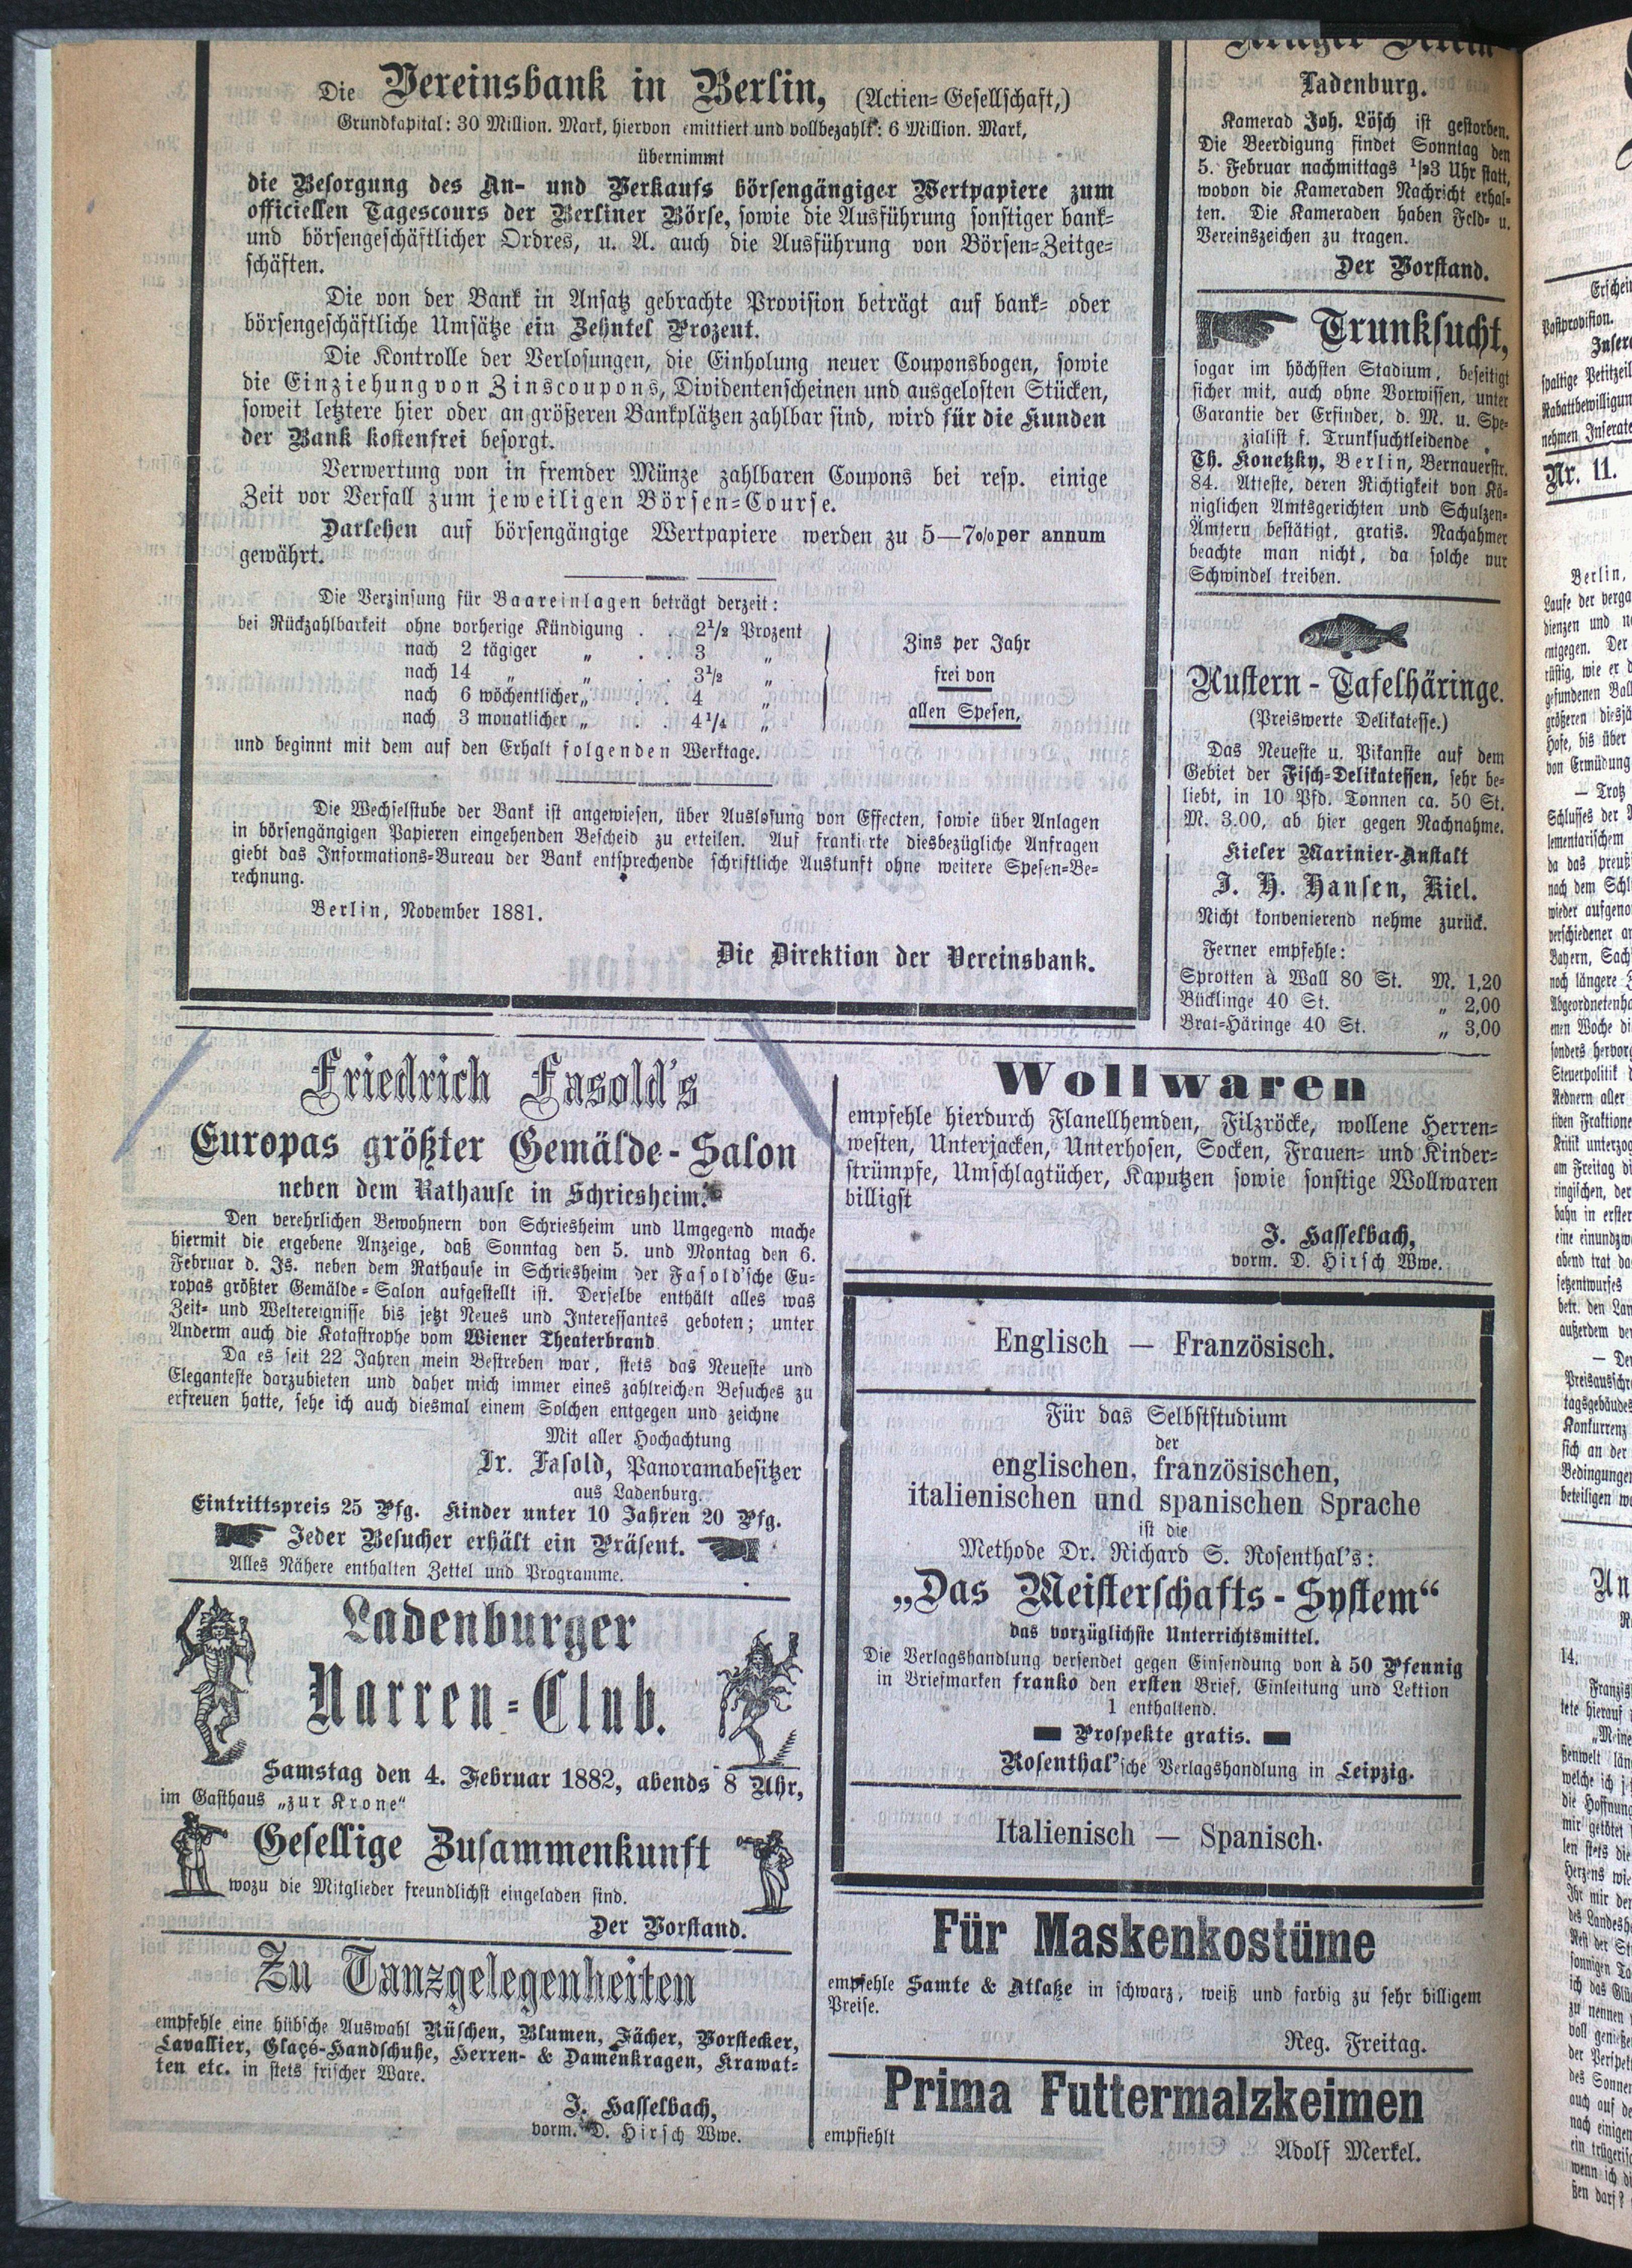 Die Vereinsbank in Berlin, (Actien-Gesellschaft,)
Grundkapital: 30 Million. Mark, hiervon emittiert und vollbezahlt: 6 Million. Mark,
übernimmt
die Besorgung des An- und Verkaufs börsengängiger Wertpapiere zum
officiellen Tagescours der Berliner Börse, sowie die Ausführung sonstiger bank-
und börsengeschäftlicher Ordres, u. A. auch die Ausführung von Börsen-Zeitge-
schäften.
Die von der Bank in Ansatz gebrachte Provision beträgt auf bank- oder
börsengeschäftliche Umsätze ein Zehntel Prozent.
Die Kontrolle der Verlosungen, die Einholung neuer Couponsbogen, sowie
die Einziehung von Zinscoupons, Dividentenscheinen und ausgelosten Stücken,
soweit letztere hier oder an größeren Bankplätzen zahlbar sind, wird für die Kunden
der Bank kostenfrei besorgt.
Verwertung von in fremder Münze zahlbaren Coupons bei resp. einige
Zeit vor Verfall zum jeweiligen Börsen-Course.
Darlehen auf börsengängige Wertpapiere werden zu 5—7% per annum
gewährt.
Die Verzinsung für Baareinlagen beträgt derzeit:
bei Rückzahlbarkeit ohne vorherige Kündigung . . 2½ Prozent
nach 2 tägiger „ . . 3 „
nach 14 „ „ . . 3½ „
nach 6 wöchentlicher „ . . 4 „
nach 3 monatlicher „ . . 4¼ „
Zins per Jahr
frei von
allen Spesen,
und beginnt mit dem auf den Erhalt folgenden Werktage.
Die Wechselstube der Bank ist angewiesen, über Auslosung von Effecten, sowie über Anlagen
in börsengängigen Papieren eingehenden Bescheid zu erteilen. Auf frankirte diesbezügliche Anfragen
giebt das Informations-Bureau der Bank entsprechende schriftliche Auskunft ohne weitere Spesen-Be-
rechnung.
Berlin, November 1881.
Die Direktion der Vereinsbank.
Krieger-Verein
Ladenburg.
Kamerad Joh. Lösch ist gestorben.
Die Beerdigung findet Sonntag den
5. Februar nachmittags ½3 Uhr statt,
wovon die Kameraden Nachricht erhal-
ten. Die Kameraden haben Feld- u.
Vereinszeichen zu tragen.
Der Vorstand.
Trunksucht,
sogar im höchsten Stadium, beseitigt
sicher mit, auch ohne Vorwissen, unter
Garantie der Erfinder, d. M. u. Spe-
zialist f. Trunksuchtleidende
Th. Konetzky, Berlin, Bernauerstr.
84. Atteste, deren Richtigkeit von Kö-
niglichen Amtsgerichten und Schulzen-
Ämtern bestätigt, gratis. Nachahmer
beachte man nicht, da solche nur
Schwindel treiben.
Austern - Tafelhäringe.
(Preiswerte Delikatesse.)
Das Neueste u. Pikanste auf dem
Gebiet der Fisch-Delikatessen, sehr be-
liebt, in 10 Pfd. Tonnen ca. 50 St.
M. 3.00, ab hier gegen Nachnahme.
Kieler Marinier-Anstalt
J. H. Hansen, Kiel.
Nicht konvenierend nehme zurück.
Ferner empfehle:
Sprotten à Wall 80 St. M. 1,20
Bücklinge 40 St. „ 2,00
Brat-Häringe 40 St. „ 3,00
Friedrich Fasold's
Europas größter Gemälde-Salon
neben dem Rathause in Schriesheim.
Den verehrlichen Bewohnern von Schriesheim und Umgegend mache
hiermit die ergebene Anzeige, daß Sonntag den 5. und Montag den 6.
Februar d. Js. neben dem Rathause in Schriesheim der Fasold'sche Eu-
ropas größter Gemälde-Salon aufgestellt ist. Derselbe enthält alles was
Zeit- und Weltereignisse bis jetzt Neues und Interessantes geboten; unter
Anderm auch die Katastrophe vom Wiener Theaterbrand
Da es seit 22 Jahren mein Bestreben war, stets das Neueste und
Eleganteste darzubieten und daher mich immer eines zahlreichen Besuches zu
erfreuen hatte, sehe ich auch diesmal einem Solchen entgegen und zeichne
Mit aller Hochachtung
Fr. Fasold, Panoramabesitzer
aus Ladenburg.
Eintrittspreis 25 Pfg. Kinder unter 10 Jahren 20 Pfg.
Jeder Besucher erhält ein Präsent.
Alles Nähere enthalten Zettel und Programme.
Ladenburger
Narren-Club.
Samstag den 4. Februar 1882, abends 8 Uhr,
im Gasthaus „zur Krone“
Gesellige Zusammenkunft
wozu die Mitglieder freundlichst eingeladen sind.
Der Vorstand.
Zu Tanzgelegenheiten
empfehle eine hübsche Auswahl Rüschen, Blumen, Fächer, Vorstecker,
Lavallier, Glaçé-Handschuhe, Herren- & Damenkragen, Krawat-
ten etc. in stets frischer Ware.
J. Hasselbach,
vorm. D. Hirsch Wwe.
Wollwaren
empfehle hierdurch Flanellhemden, Filzröcke, wollene Herren-
westen, Unterjacken, Unterhosen, Socken, Frauen- und Kinder-
strümpfe, Umschlagtücher, Kaputzen sowie sonstige Wollwaren
billigst
J. Hasselbach,
vorm. D. Hirsch Wwe.
Englisch — Französisch.
Für das Selbststudium
der
englischen, französischen,
italienischen und spanischen Sprache
ist die
Methode Dr. Richard S. Rosenthal's:
„Das Meisterschafts-System“
das vorzüglichste Unterrichtsmittel.
Die Verlagshandlung versendet gegen Einsendung von à 50 Pfennig
in Briefmarken franko den ersten Brief, Einleitung und Lektion
1 enthaltend.
Prospekte gratis.
Rosenthal'sche Verlagshandlung in Leipzig.
Italienisch — Spanisch.
Für Maskenkostüme
empfehle Samte & Atlaße in schwarz, weiß und farbig zu sehr billigem
Preise.
Reg. Freitag.
Prima Futtermalzkeimen
empfiehlt
Adolf Merkel.
Nr. 11.